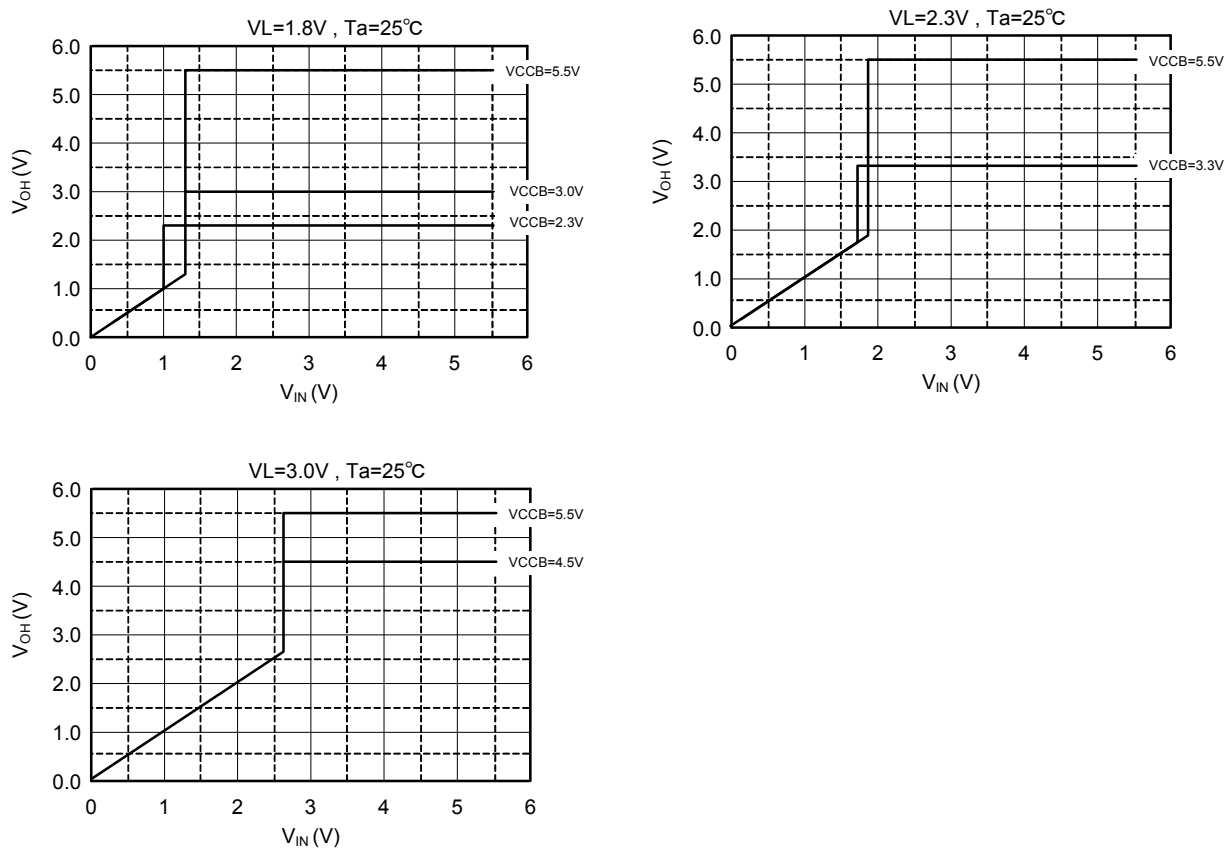 VL=1.8V , Ta=25℃
6.0
5.0
4.0
3.0
2.0
1.0
0.0
VOH (V)
VCCB=5.5V
VCCB=3.0V
VCCB=2.3V
0 1 2 3 4 5 6
VIN (V)
VL=2.3V , Ta=25℃
6.0
5.0
4.0
3.0
2.0
1.0
0.0
VOH (V)
VCCB=5.5V
VCCB=3.3V
0 1 2 3 4 5 6
VIN (V)
VL=3.0V , Ta=25℃
6.0
5.0
4.0
3.0
2.0
1.0
0.0
VOH (V)
VCCB=5.5V
VCCB=4.5V
0 1 2 3 4 5 6
VIN (V)